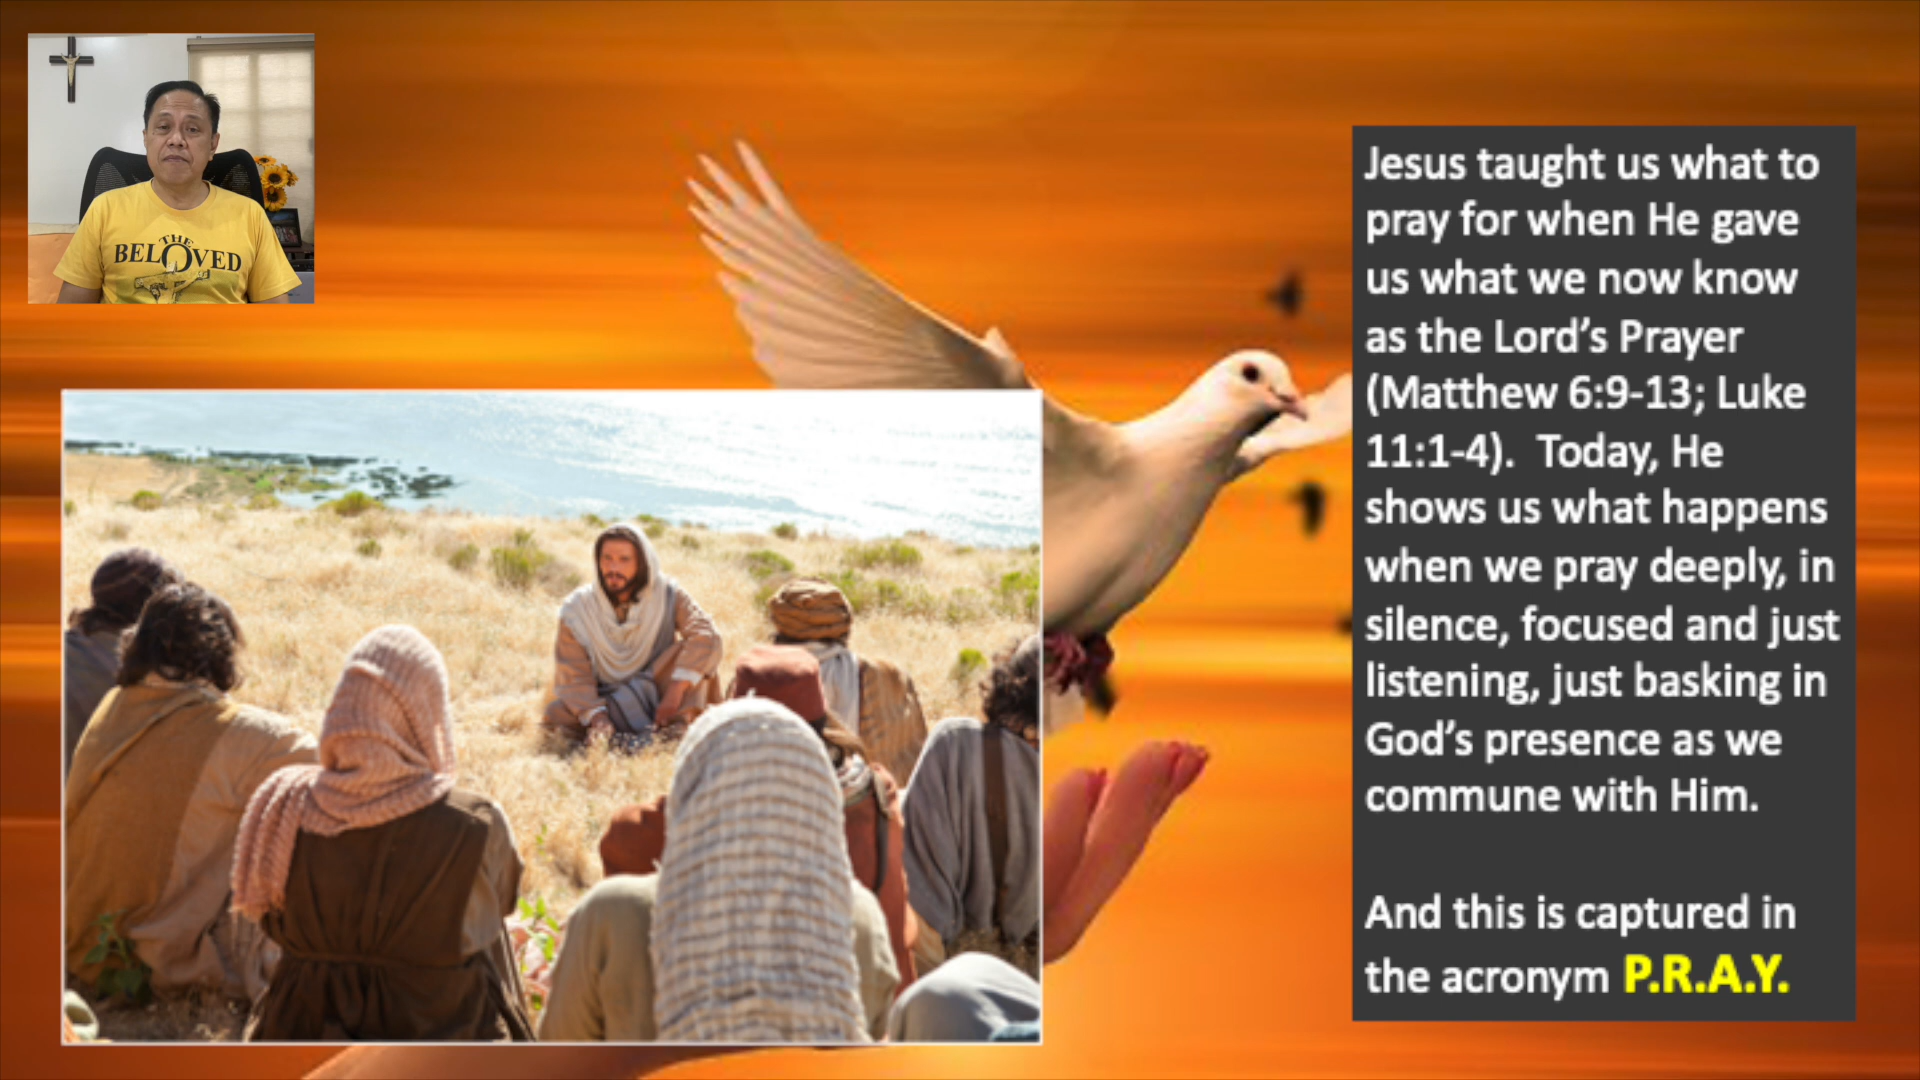 THE
BELOVED
Jesus taught us what to
pray for when He gave
us what we now know
as the Lord's Prayer
(Matthew 6:9-13; Luke
11:1-4).  Today, He
shows us what happens
when we pray deeply, in
silence, focused and just
listening, just basking in
God's presence as we
commune with Him.
And this is captured in
the acronym P.R.A.Y.